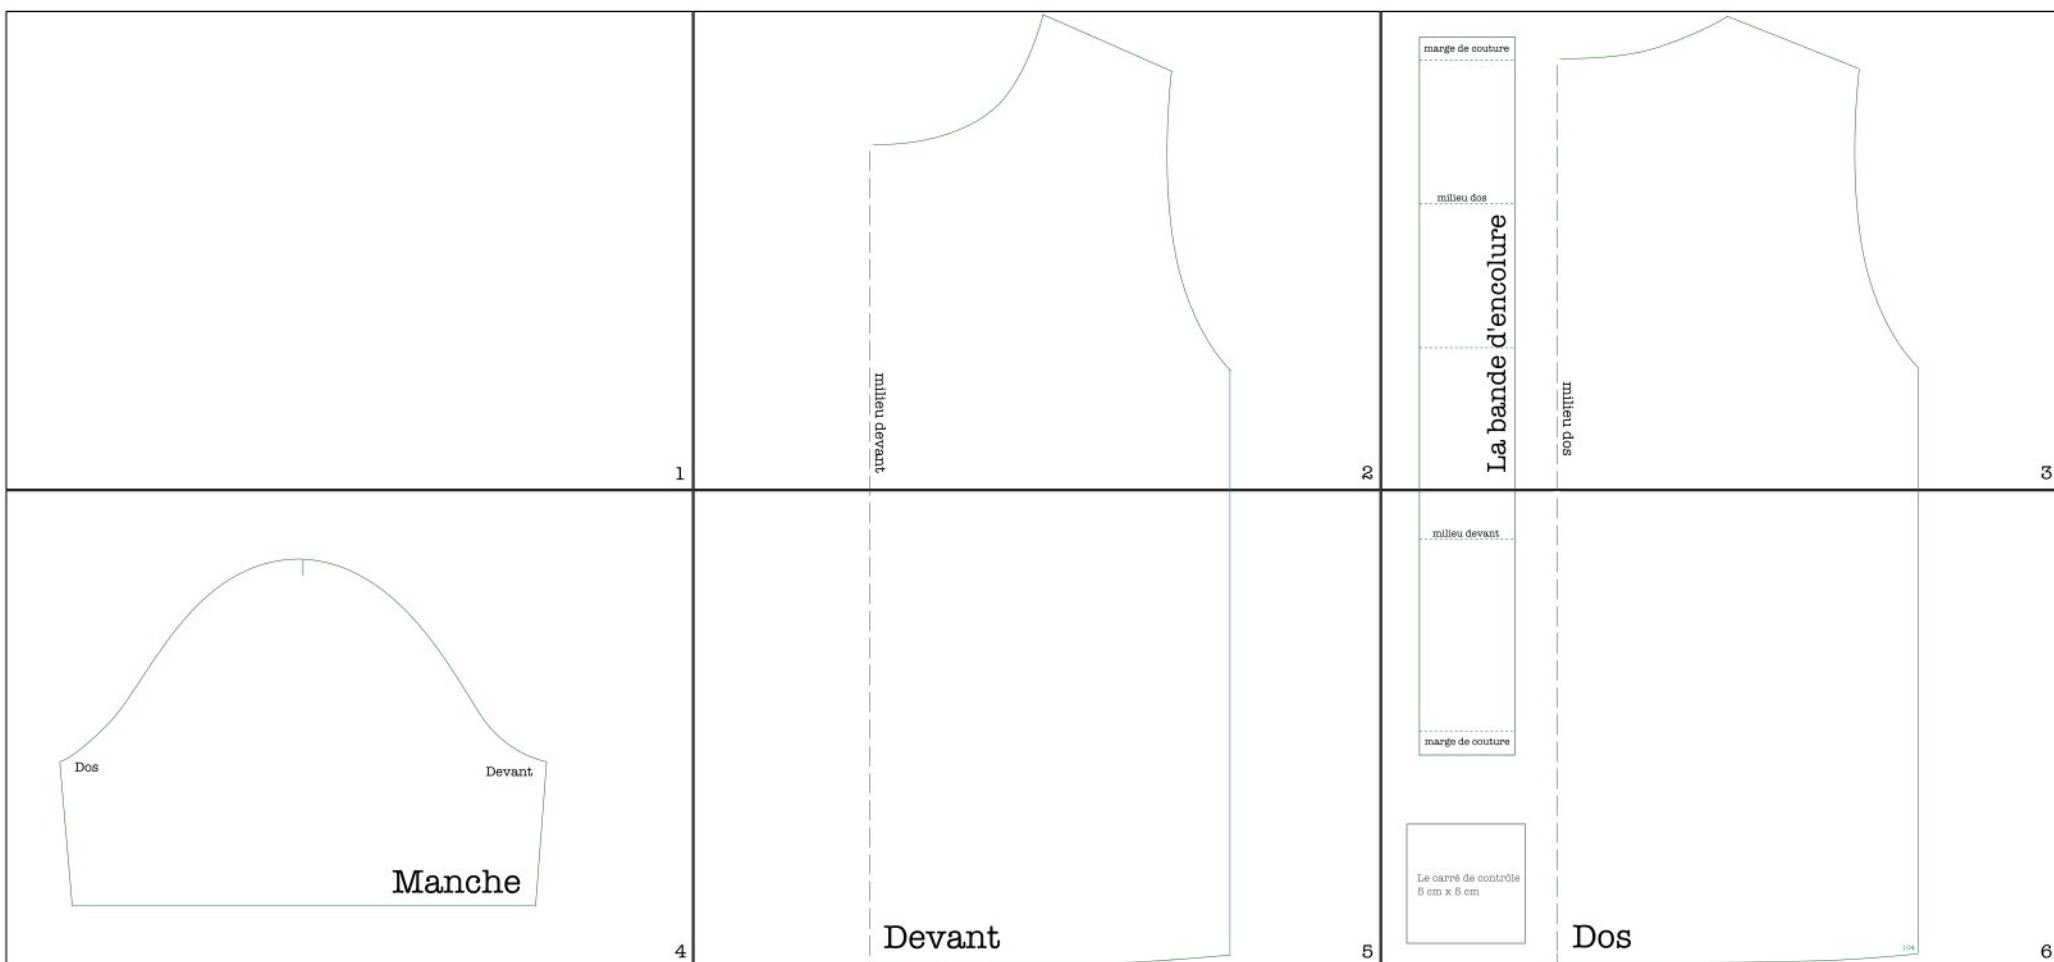 1
milieu devant
2
marge de couture
milieu dos
La bande d'encolure
milieu dos
3
Dos
Devant
Manche
4
Devant
5
milieu devant
marge de couture
Le carré de contrôle
5 cm x 5 cm
Dos
104
6